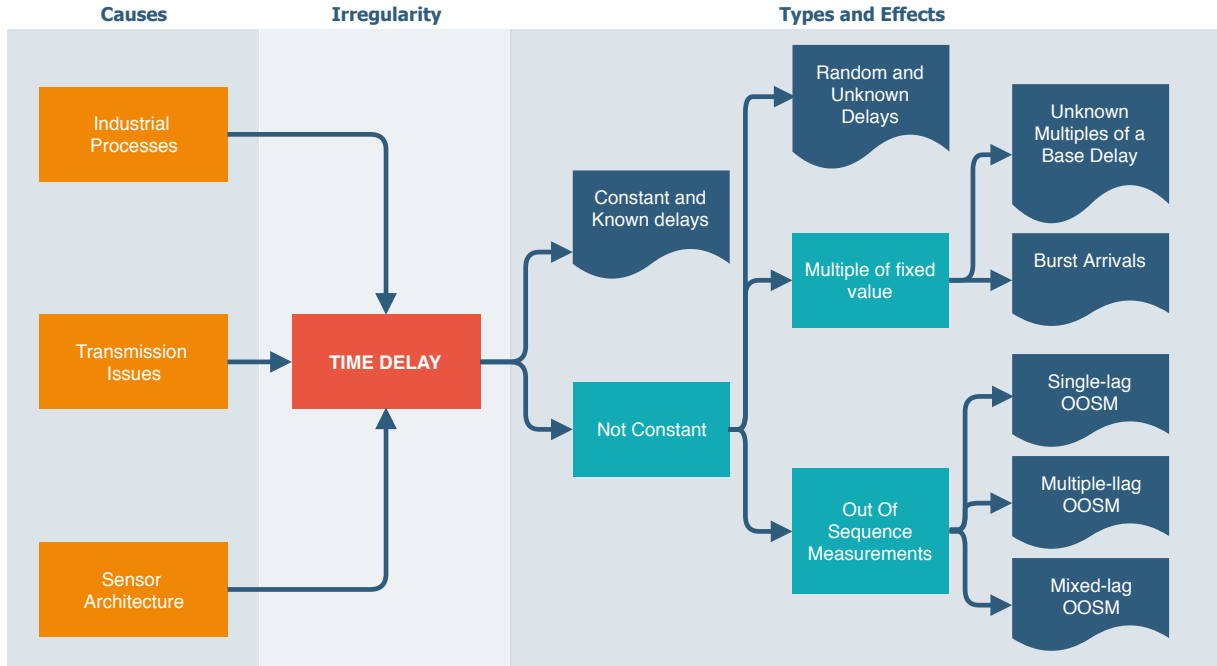 Causes
Irregularity
Types and Effects
Industrial
Processes
Transmission
Issues
Sensor
Architecture
TIME DELAY
Constant and
Known delays
Not Constant
Random and
Unknown
Delays
Multiple of fixed
value
Out Of
Sequence
Measurements
Unknown
Multiples of a
Base Delay
Burst Arrivals
Single-lag
OOSM
Multiple-llag
OOSM
Mixed-lag
OOSM